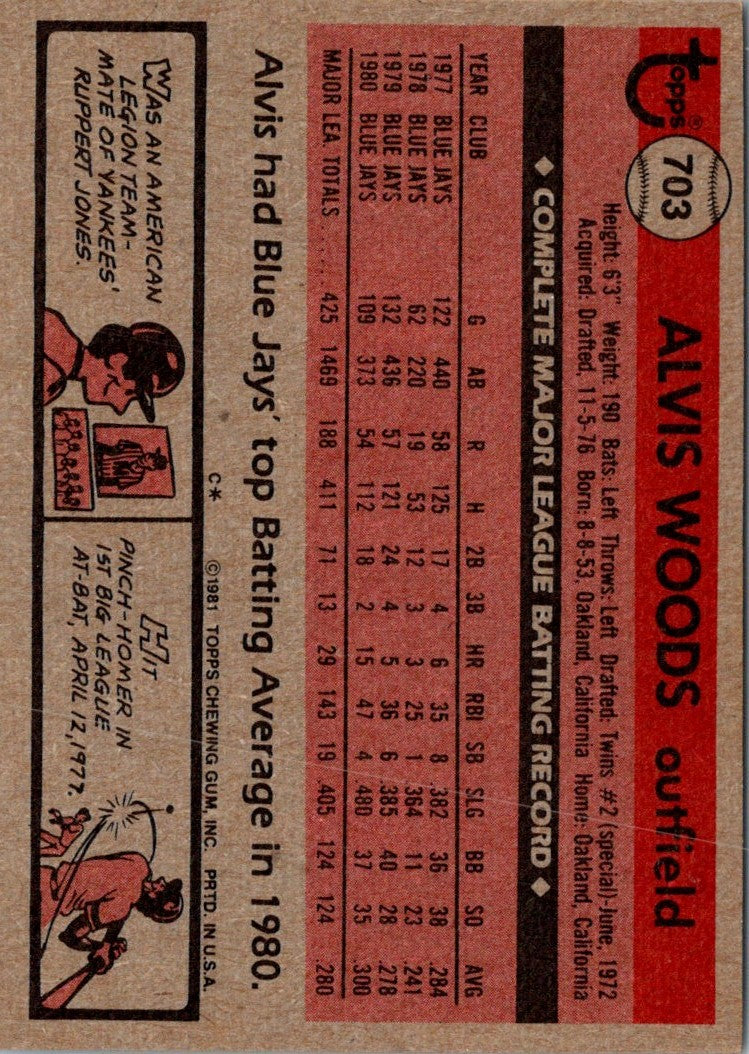 topps®
703
ALVIS WOODS outfield
Height: 6'3" Weight: 190 Bats: Left Throws: Left Drafted: Twins #2 (special)-June, 1972
Acquired: Drafted, 11-5-76 Born: 8-8-53, Oakland, California Home: Oakland, California
◆ COMPLETE MAJOR LEAGUE BATTING RECORD ◆
YEAR CLUB G AB R H 2B 3B HR RBI SB SLG BB SO AVG
1977 BLUE JAYS 122 440 58 125 17 4 6 35 8 .382 36 38 .284
1978 BLUE JAYS 62 220 19 53 12 3 3 25 1 .364 11 23 .241
1979 BLUE JAYS 132 436 57 121 24 4 5 36 6 .385 40 28 .278
1980 BLUE JAYS 109 373 54 112 18 2 15 47 4 .480 37 35 .300
MAJOR LEA. TOTALS..... 425 1469 188 411 71 13 29 143 19 .405 124 124 .280
Alvis had Blue Jays' top Batting Average in 1980.
C* ©1981 TOPPS CHEWING GUM, INC. PRTD. IN U.S.A.
WAS AN AMERICAN
LEGION TEAM-
MATE OF YANKEES'
RUPPERT JONES.
HIT
PINCH-HOMER IN
1ST BIG LEAGUE
AT-BAT, APRIL 12, 1977.